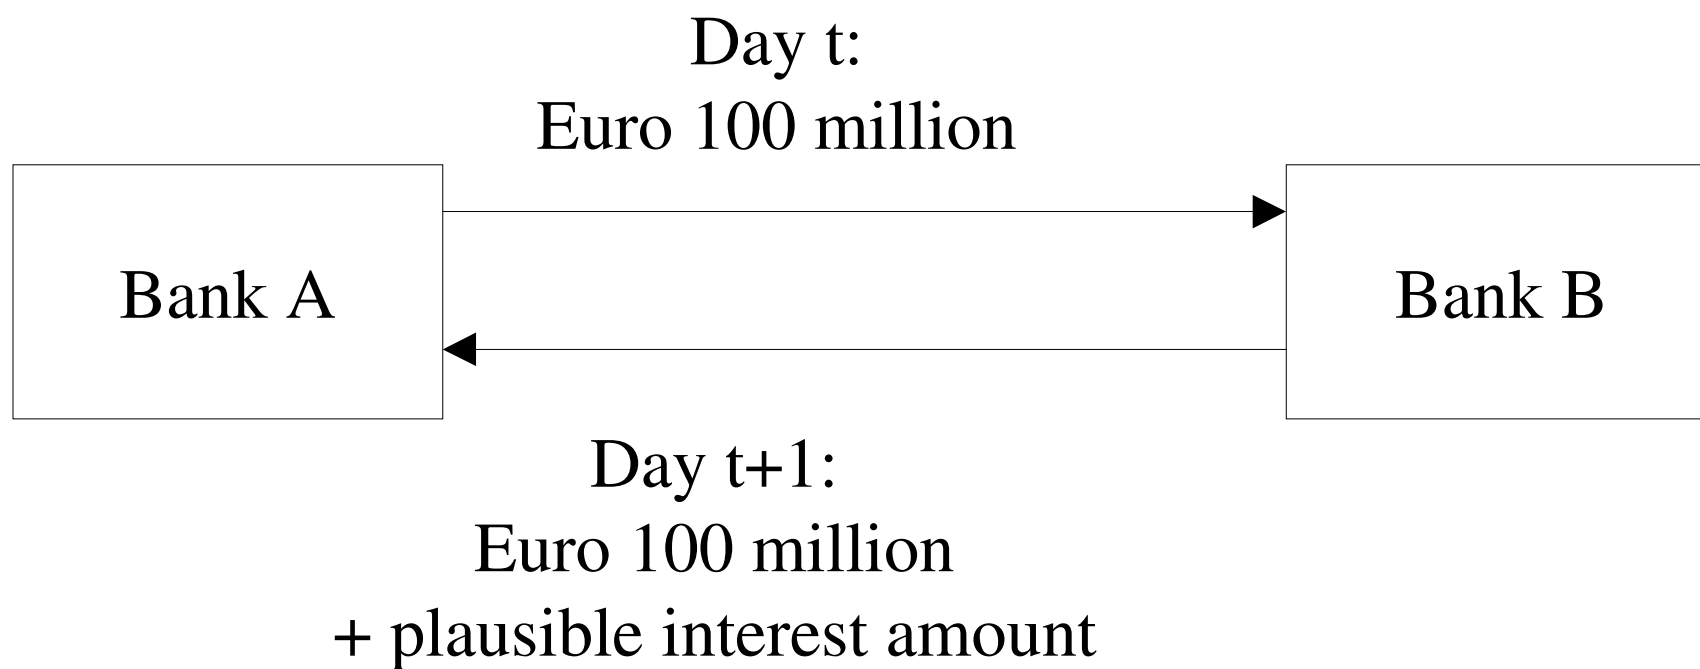 Day t:
Euro 100 million
Bank A
Bank B
Day t+1:
Euro 100 million
+ plausible interest amount